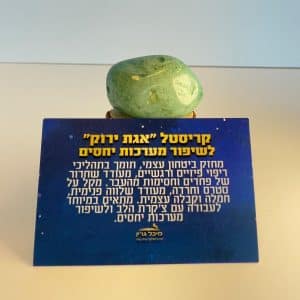 קריסטל "אגת ירוק"
לשיפור מערכות יחסים
מחזק ביטחון עצמי, תומך בתהליכי
ריפוי פיזיים ורגשיים, מעודד שחרור
של פחדים וחסימות מהעבר. מקל על
סטרס וחרדה, מעודד שלווה פנימית,
חמלה וקבלה עצמית. מתאים במיוחד
לעבודה עם צ'קרת הלב ולשיפור
מערכות יחסים.